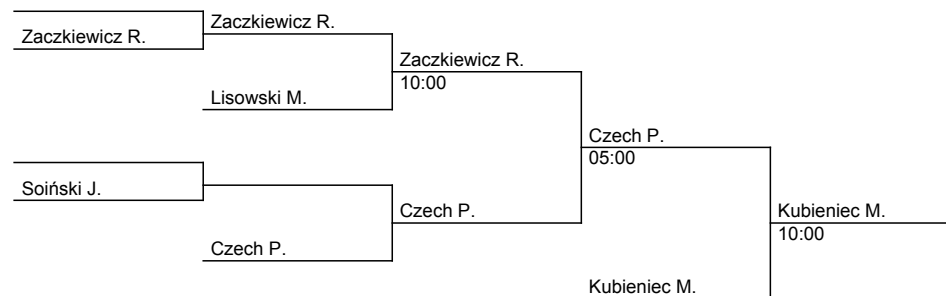 Zaczkiewicz R.
Zaczkiewicz R.
Zaczkiewicz R.
10:00
Lisowski M.
Czech P.
05:00
Soiński J.
Czech P.
Kubieniec M.
10:00
Czech P.
Kubieniec M.